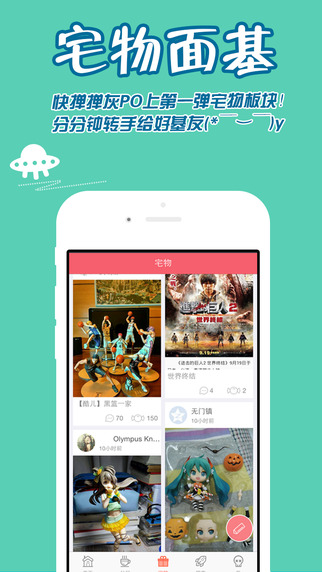 宅物面基
快掸掸灰PO上第一弹宅物板块!
分分钟转手给好基友(*￣︶￣)y
宅物
进击的巨人2
世界终结
9.19
《进击的巨人2 世界终结》9月19日于
世界终结
4
2
【酷儿】黑篮一家
70
150
Olympus Kn...
10小时前
无门镇
10小时前